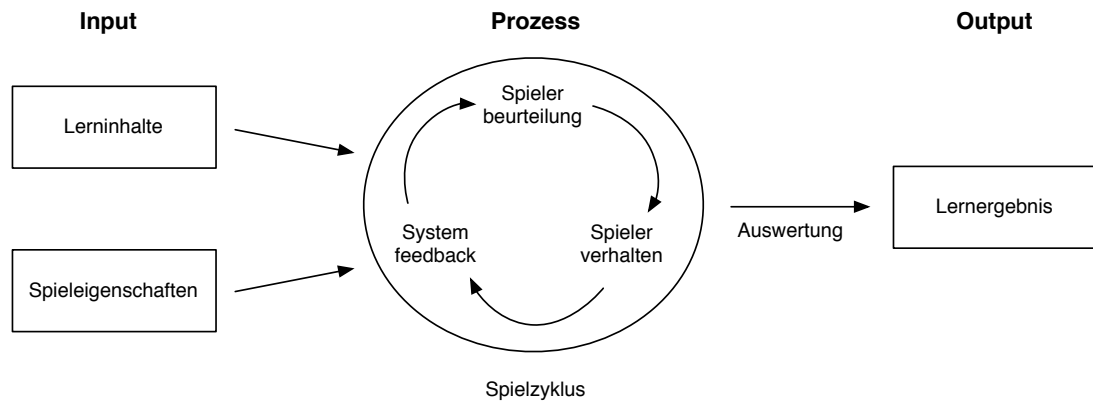 Input
Prozess
Output
Lerninhalte
Spieleigenschaften
Spieler
beurteilung
System
feedback
Spieler
verhalten
Spielzyklus
Auswertung
Lernergebnis